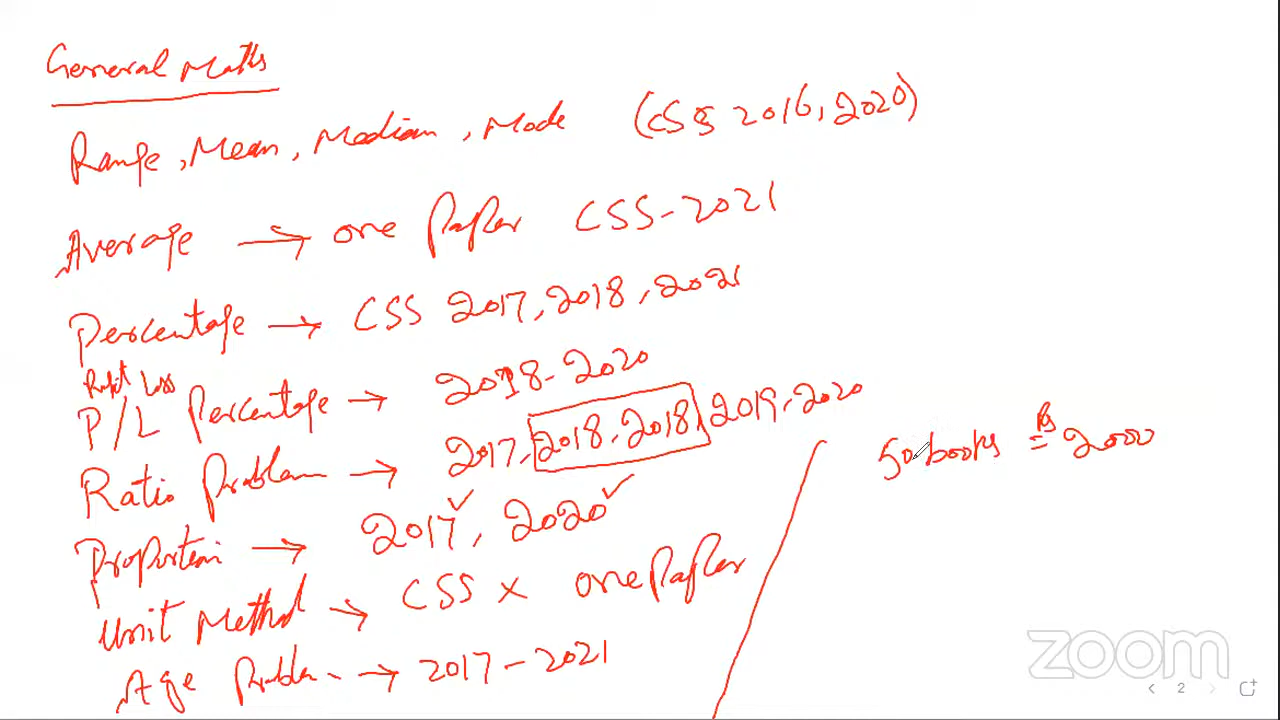 General Maths
Range, Mean, Median, Mode (CSS 2016, 2020)
Average → one Paper CSS-2021
Percentage → CSS 2017, 2018, 2021
Profit Loss
P/L Percentage → 2018-2020
Ratio Problem → 2017, 2018, 2018, 2019, 2020
Proportion → 2017✓, 2020✓
Unit Method → CSS × one Paper
Age Problem → 2017-2021
50 books = Rs 2000
zoom
2